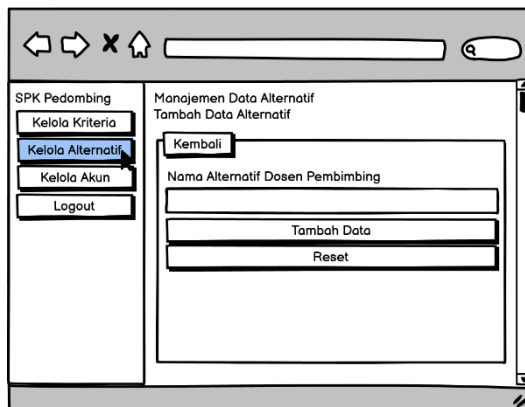 SPK Pedombing
Kelola Kriteria
Kelola Alternatif
Kelola Akun
Logout
Manajemen Data Alternatif
Tambah Data Alternatif
Kembali
Nama Alternatif Dosen Pembimbing
Tambah Data
Reset